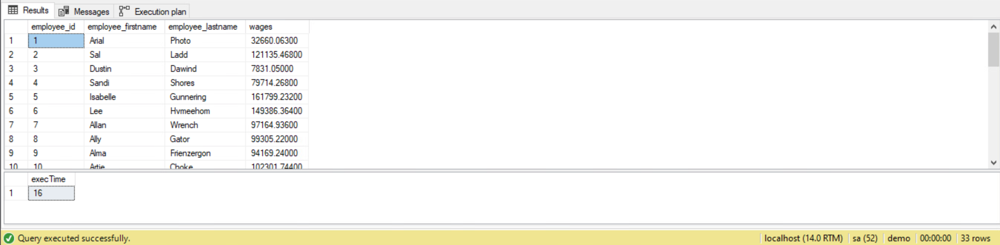 Results Messages Execution plan
employee_id employee_firstname employee_lastname wages
1 1 Arial Photo 32660.06300
2 2 Sal Ladd 121135.46800
3 3 Dustin Dawind 7831.05000
4 4 Sandi Shores 79714.26800
5 5 Isabelle Gunnering 161799.23200
6 6 Lee Hvmeehom 149386.36400
7 7 Allan Wrench 97164.93600
8 8 Ally Gator 99305.22000
9 9 Alma Frienzergon 94169.24000
10 10 Artie Choke 102301.74400
execTime
1 16
Query executed successfully. localhost (14.0 RTM) sa (52) demo 00:00:00 33 rows